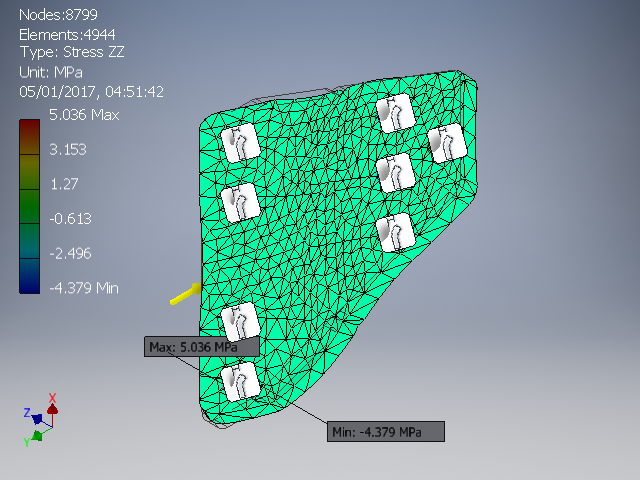 Nodes:8799
Elements:4944
Type: Stress ZZ
Unit: MPa
05/01/2017, 04:51:42
5.036 Max
3.153
1.27
-0.613
-2.496
-4.379 Min
Max: 5.036 MPa
Min: -4.379 MPa
X
Z
Y